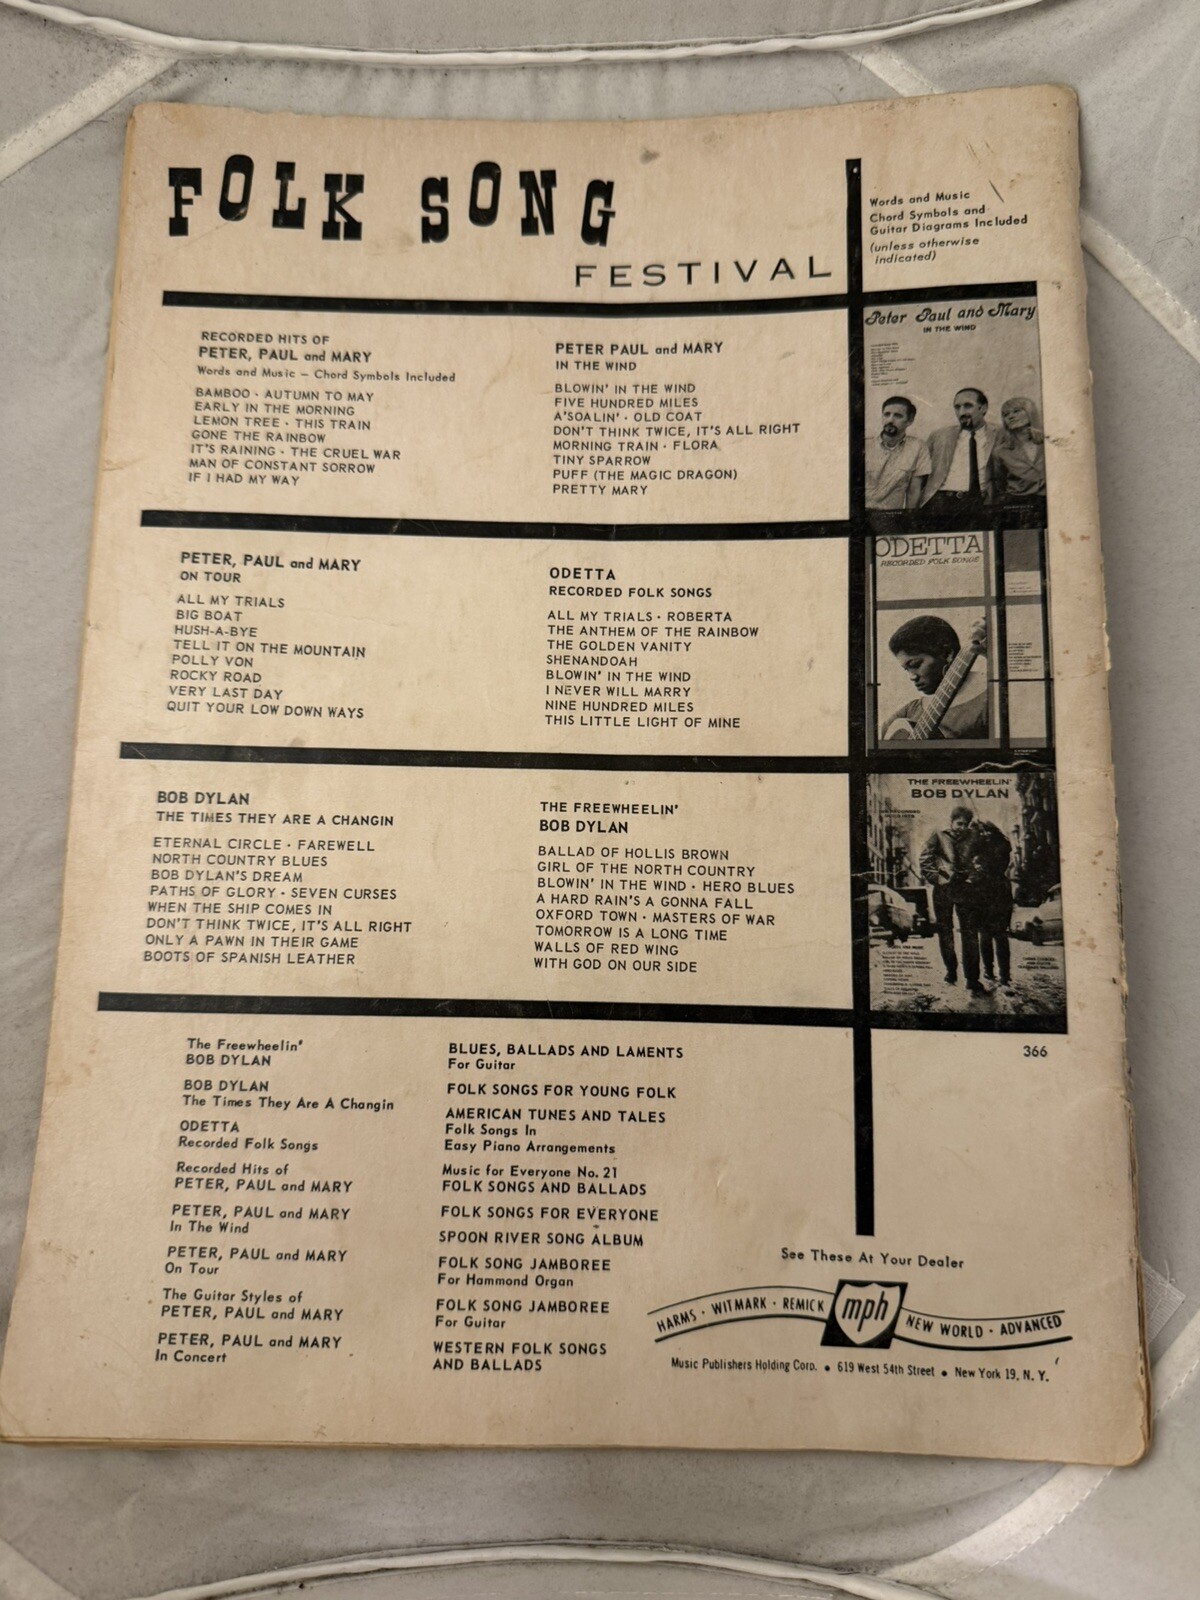 FOLK SONG
FESTIVAL
Words and Music
Chord Symbols and
Guitar Diagrams Included
(unless otherwise
indicated)
RECORDED HITS OF
PETER, PAUL and MARY
Words and Music – Chord Symbols Included
BAMBOO · AUTUMN TO MAY
EARLY IN THE MORNING
LEMON TREE · THIS TRAIN
GONE THE RAINBOW
IT'S RAINING · THE CRUEL WAR
MAN OF CONSTANT SORROW
IF I HAD MY WAY
PETER PAUL and MARY
IN THE WIND
BLOWIN' IN THE WIND
FIVE HUNDRED MILES
A'SOALIN' · OLD COAT
DON'T THINK TWICE, IT'S ALL RIGHT
MORNING TRAIN · FLORA
TINY SPARROW
PUFF (THE MAGIC DRAGON)
PRETTY MARY
Peter Paul and Mary
IN THE WIND
PETER, PAUL and MARY
ON TOUR
ALL MY TRIALS
BIG BOAT
HUSH-A-BYE
TELL IT ON THE MOUNTAIN
POLLY VON
ROCKY ROAD
VERY LAST DAY
QUIT YOUR LOW DOWN WAYS
ODETTA
RECORDED FOLK SONGS
ALL MY TRIALS · ROBERTA
THE ANTHEM OF THE RAINBOW
THE GOLDEN VANITY
SHENANDOAH
BLOWIN' IN THE WIND
I NEVER WILL MARRY
NINE HUNDRED MILES
THIS LITTLE LIGHT OF MINE
ODETTA
RECORDED FOLK SONGS
BOB DYLAN
THE TIMES THEY ARE A CHANGIN
ETERNAL CIRCLE · FAREWELL
NORTH COUNTRY BLUES
BOB DYLAN'S DREAM
PATHS OF GLORY · SEVEN CURSES
WHEN THE SHIP COMES IN
DON'T THINK TWICE, IT'S ALL RIGHT
ONLY A PAWN IN THEIR GAME
BOOTS OF SPANISH LEATHER
THE FREEWHEELIN'
BOB DYLAN
BALLAD OF HOLLIS BROWN
GIRL OF THE NORTH COUNTRY
BLOWIN' IN THE WIND · HERO BLUES
A HARD RAIN'S A GONNA FALL
OXFORD TOWN · MASTERS OF WAR
TOMORROW IS A LONG TIME
WALLS OF RED WING
WITH GOD ON OUR SIDE
THE FREEWHEELIN'
BOB DYLAN
366
The Freewheelin'
BOB DYLAN
BOB DYLAN
The Times They Are A Changin
ODETTA
Recorded Folk Songs
Recorded Hits of
PETER, PAUL and MARY
PETER, PAUL and MARY
In The Wind
PETER, PAUL and MARY
On Tour
The Guitar Styles of
PETER, PAUL and MARY
PETER, PAUL and MARY
In Concert
BLUES, BALLADS AND LAMENTS
For Guitar
FOLK SONGS FOR YOUNG FOLK
AMERICAN TUNES AND TALES
Folk Songs In
Easy Piano Arrangements
Music for Everyone No. 21
FOLK SONGS AND BALLADS
FOLK SONGS FOR EVERYONE
SPOON RIVER SONG ALBUM
FOLK SONG JAMBOREE
For Hammond Organ
FOLK SONG JAMBOREE
For Guitar
WESTERN FOLK SONGS
AND BALLADS
See These At Your Dealer
HARMS · WITMARK · REMICK mph NEW WORLD · ADVANCED
Music Publishers Holding Corp. • 619 West 54th Street • New York 19, N. Y.